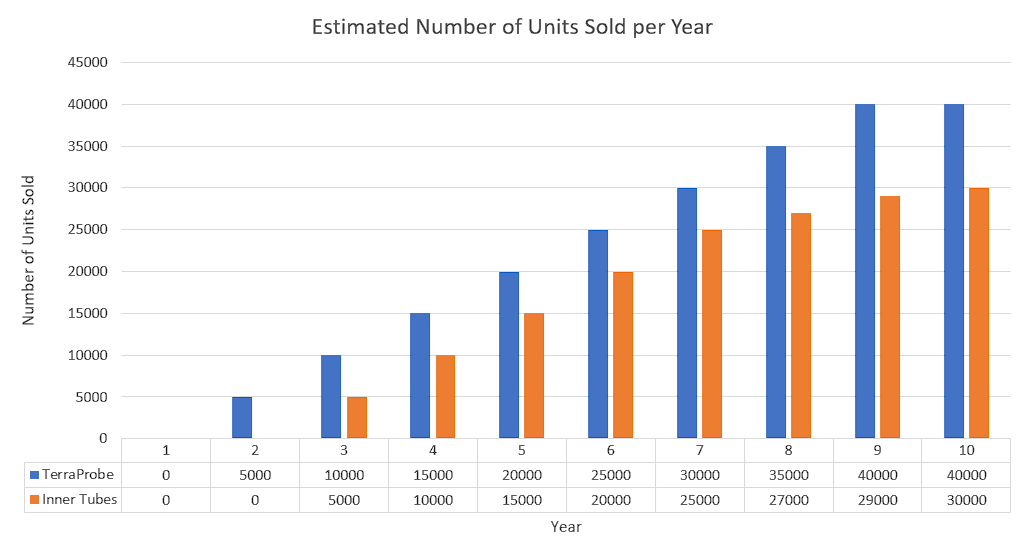 Estimated Number of Units Sold per Year
45000
40000
35000
30000
25000
20000
15000
10000
5000
0
Number of Units Sold
1 2 3 4 5 6 7 8 9 10
TerraProbe 0 5000 10000 15000 20000 25000 30000 35000 40000 40000
Inner Tubes 0 0 5000 10000 15000 20000 25000 27000 29000 30000
Year